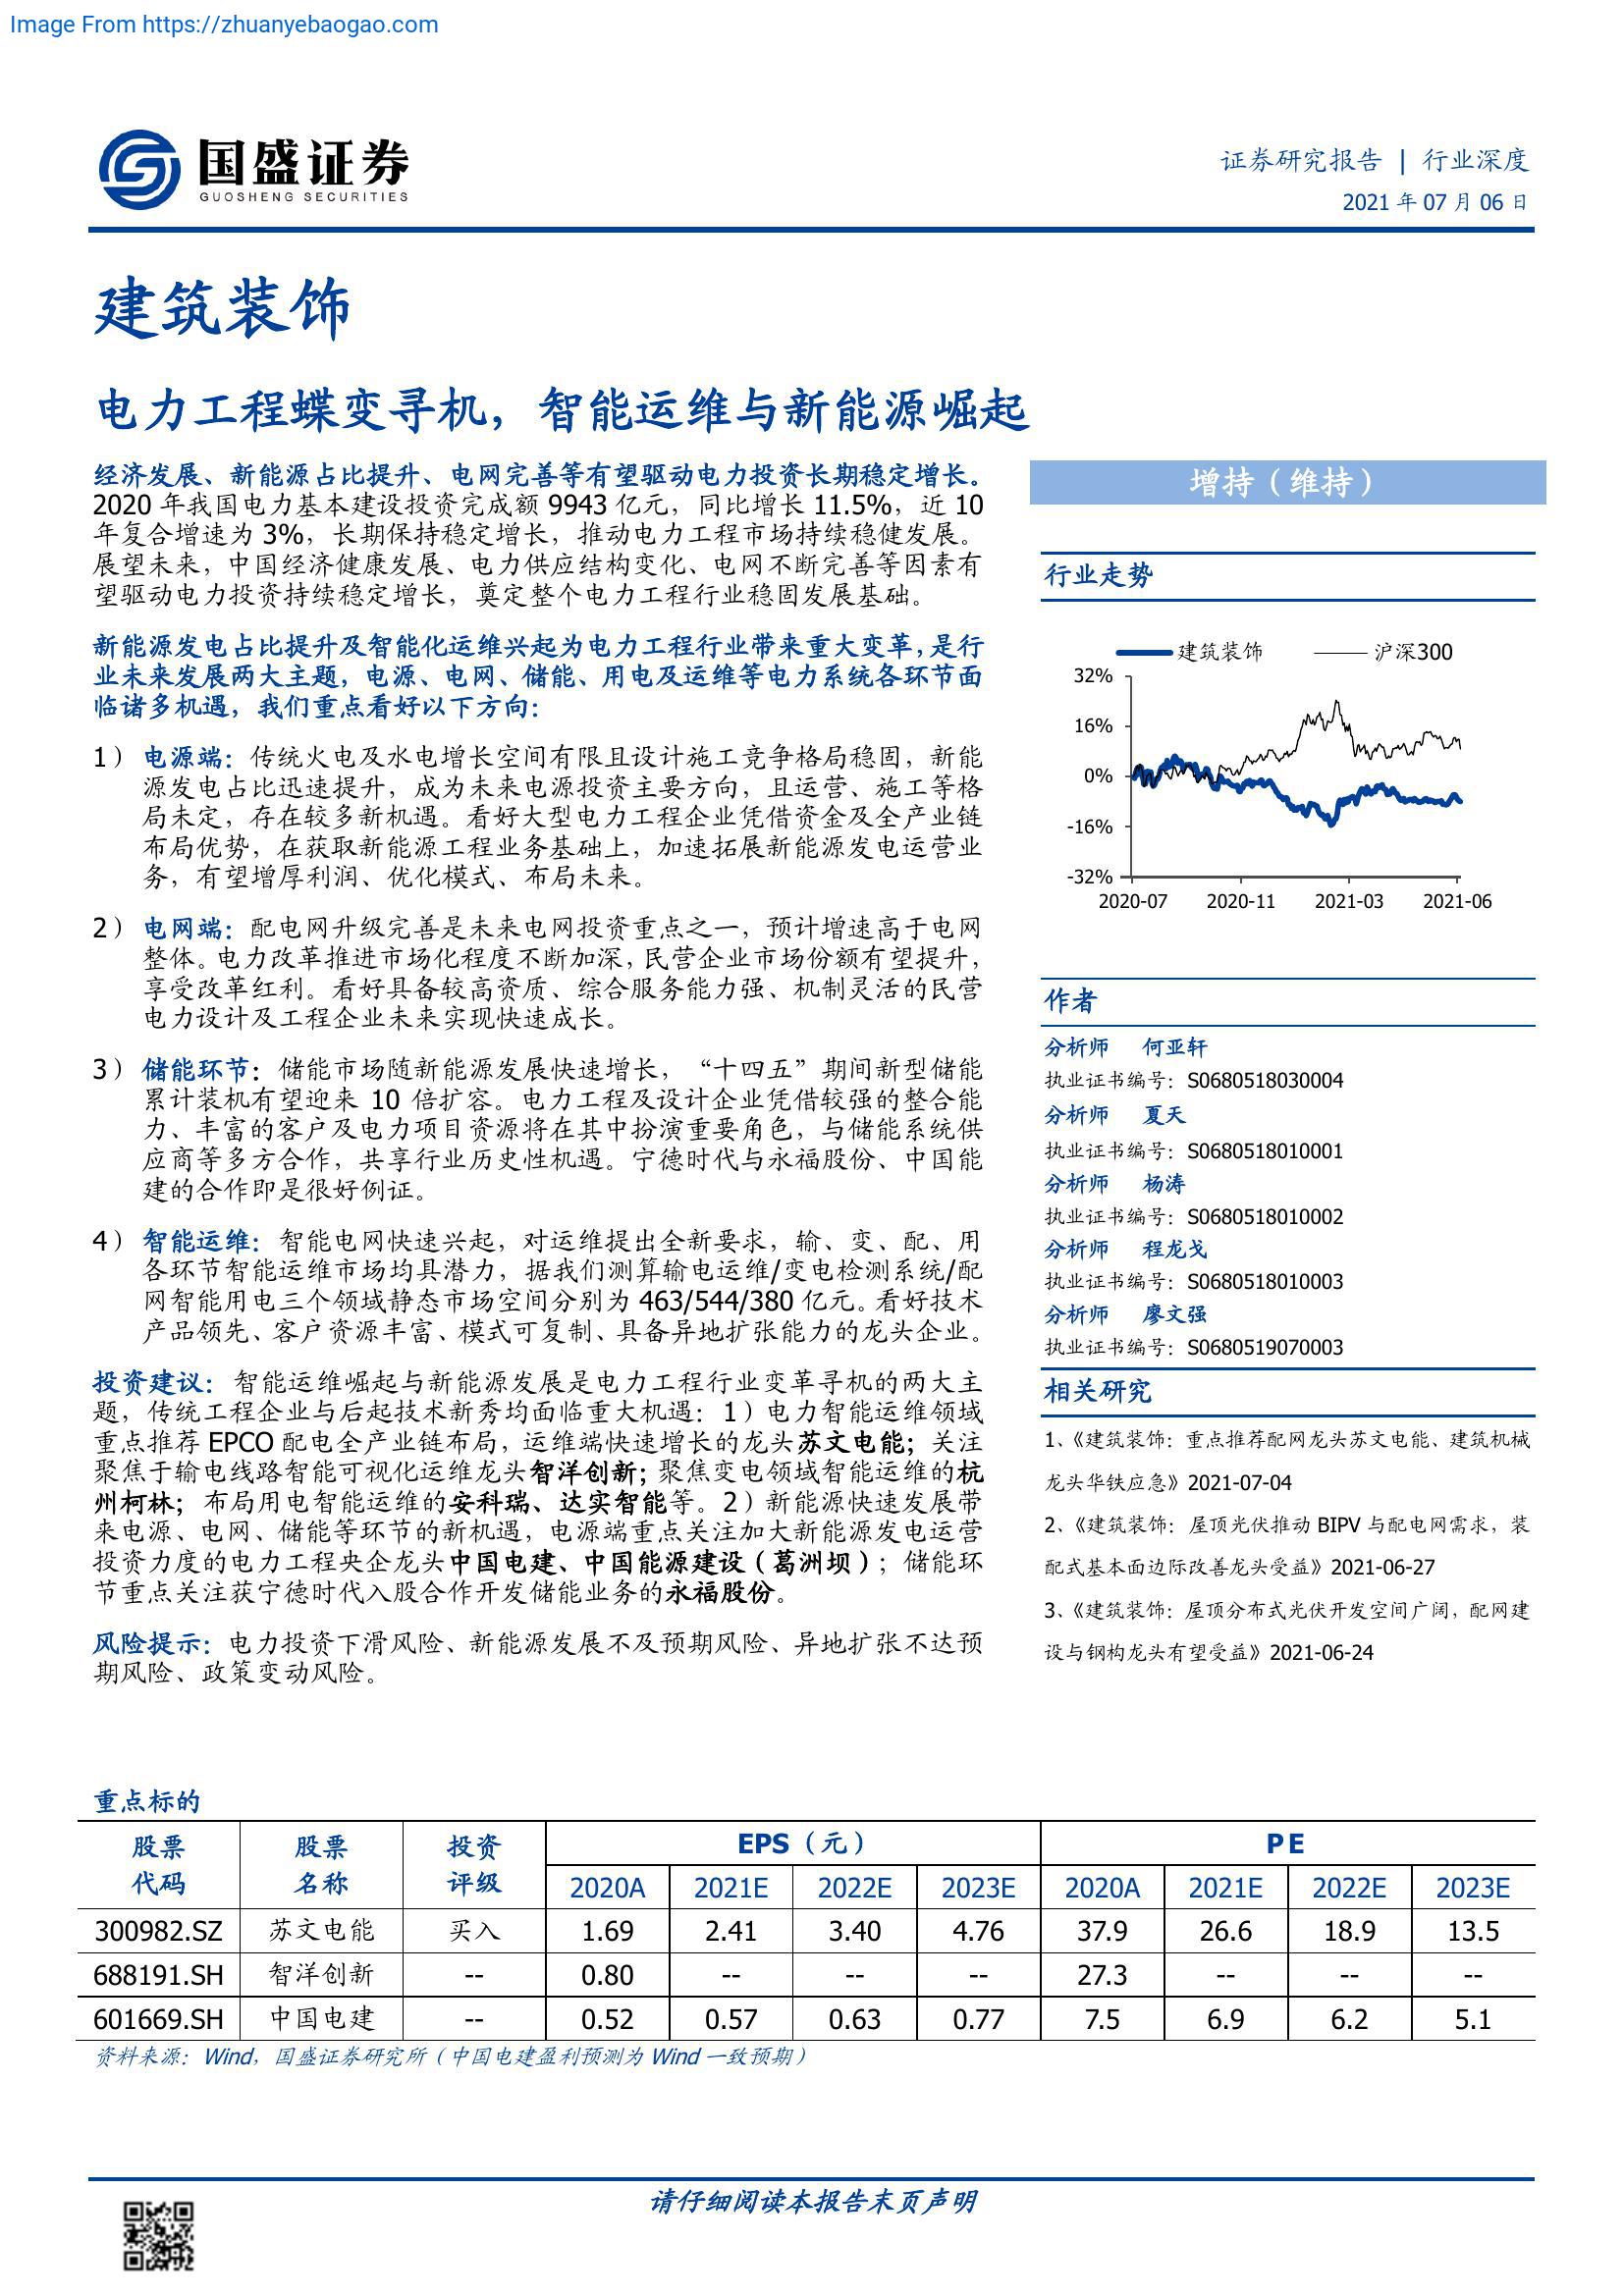 Image From https://zhuanyebaogao.com
国盛证券
GUOSHENG SECURITIES
证券研究报告 | 行业深度
2021 年 07 月 06 日
建筑装饰
电力工程蝶变寻机，智能运维与新能源崛起
经济发展、新能源占比提升、电网完善等有望驱动电力投资长期稳定增长。
2020 年我国电力基本建设投资完成额 9943 亿元，同比增长 11.5%，近 10
年复合增速为 3%，长期保持稳定增长，推动电力工程市场持续稳健发展。
展望未来，中国经济健康发展、电力供应结构变化、电网不断完善等因素有
望驱动电力投资持续稳定增长，奠定整个电力工程行业稳固发展基础。
新能源发电占比提升及智能化运维兴起为电力工程行业带来重大变革，是行
业未来发展两大主题，电源、电网、储能、用电及运维等电力系统各环节面
临诸多机遇，我们重点看好以下方向：
1） 电源端：传统火电及水电增长空间有限且设计施工竞争格局稳固，新能
源发电占比迅速提升，成为未来电源投资主要方向，且运营、施工等格
局未定，存在较多新机遇。看好大型电力工程企业凭借资金及全产业链
布局优势，在获取新能源工程业务基础上，加速拓展新能源发电运营业
务，有望增厚利润、优化模式、布局未来。
2） 电网端：配电网升级完善是未来电网投资重点之一，预计增速高于电网
整体。电力改革推进市场化程度不断加深，民营企业市场份额有望提升，
享受改革红利。看好具备较高资质、综合服务能力强、机制灵活的民营
电力设计及工程企业未来实现快速成长。
3） 储能环节：储能市场随新能源发展快速增长，“十四五”期间新型储能
累计装机有望迎来 10 倍扩容。电力工程及设计企业凭借较强的整合能
力、丰富的客户及电力项目资源将在其中扮演重要角色，与储能系统供
应商等多方合作，共享行业历史性机遇。宁德时代与永福股份、中国能
建的合作即是很好例证。
4） 智能运维：智能电网快速兴起，对运维提出全新要求，输、变、配、用
各环节智能运维市场均具潜力，据我们测算输电运维/变电检测系统/配
网智能用电三个领域静态市场空间分别为 463/544/380 亿元。看好技术
产品领先、客户资源丰富、模式可复制、具备异地扩张能力的龙头企业。
投资建议：智能运维崛起与新能源发展是电力工程行业变革寻机的两大主
题，传统工程企业与后起技术新秀均面临重大机遇：1）电力智能运维领域
重点推荐 EPCO 配电全产业链布局，运维端快速增长的龙头苏文电能；关注
聚焦于输电线路智能可视化运维龙头智洋创新；聚焦变电领域智能运维的杭
州柯林；布局用电智能运维的安科瑞、达实智能等。2）新能源快速发展带
来电源、电网、储能等环节的新机遇，电源端重点关注加大新能源发电运营
投资力度的电力工程央企龙头中国电建、中国能源建设（葛洲坝）；储能环
节重点关注获宁德时代入股合作开发储能业务的永福股份。
风险提示：电力投资下滑风险、新能源发展不及预期风险、异地扩张不达预
期风险、政策变动风险。
增持（维持）
行业走势
建筑装饰 沪深300
32%
16%
0%
-16%
-32%
2020-07 2020-11 2021-03 2021-06
作者
分析师 何亚轩
执业证书编号：S0680518030004
分析师 夏天
执业证书编号：S0680518010001
分析师 杨涛
执业证书编号：S0680518010002
分析师 程龙戈
执业证书编号：S0680518010003
分析师 廖文强
执业证书编号：S0680519070003
相关研究
1、《建筑装饰：重点推荐配网龙头苏文电能、建筑机械
龙头华铁应急》2021-07-04
2、《建筑装饰：屋顶光伏推动 BIPV 与配电网需求，装
配式基本面边际改善龙头受益》2021-06-27
3、《建筑装饰：屋顶分布式光伏开发空间广阔，配网建
设与钢构龙头有望受益》2021-06-24
重点标的
股票 股票 投资 EPS（元） PE
代码 名称 评级 2020A 2021E 2022E 2023E 2020A 2021E 2022E 2023E
300982.SZ 苏文电能 买入 1.69 2.41 3.40 4.76 37.9 26.6 18.9 13.5
688191.SH 智洋创新 -- 0.80 -- -- -- 27.3 -- -- --
601669.SH 中国电建 -- 0.52 0.57 0.63 0.77 7.5 6.9 6.2 5.1
资料来源：Wind，国盛证券研究所（中国电建盈利预测为 Wind 一致预期）
请仔细阅读本报告末页声明